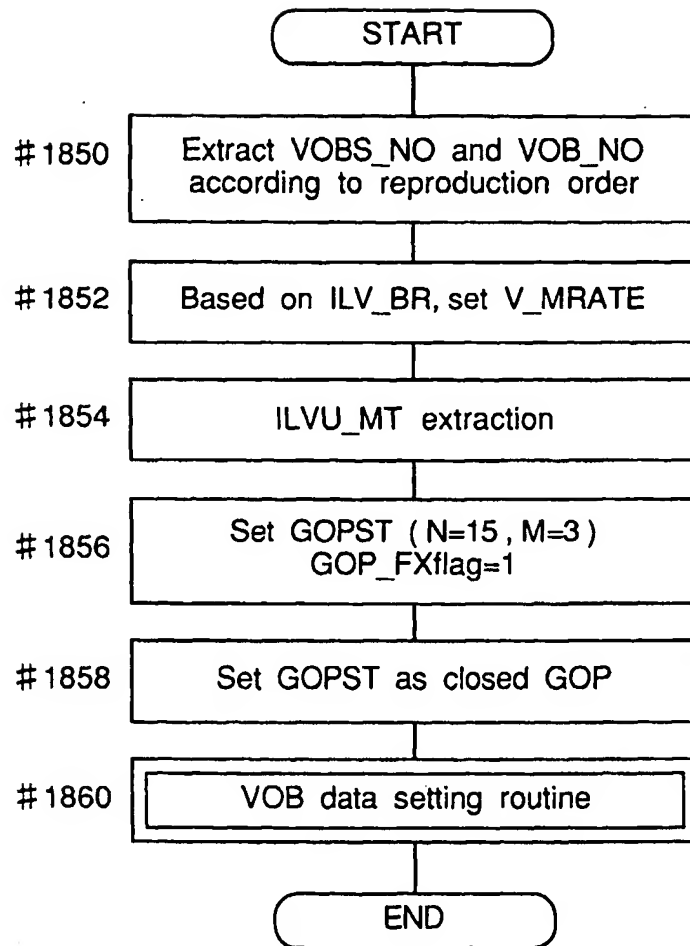 START
#1850 Extract VOBS_NO and VOB_NO
according to reproduction order
#1852 Based on ILV_BR, set V_MRATE
#1854 ILVU_MT extraction
#1856 Set GOPST (N=15, M=3)
GOP_FXflag=1
#1858 Set GOPST as closed GOP
#1860 VOB data setting routine
END